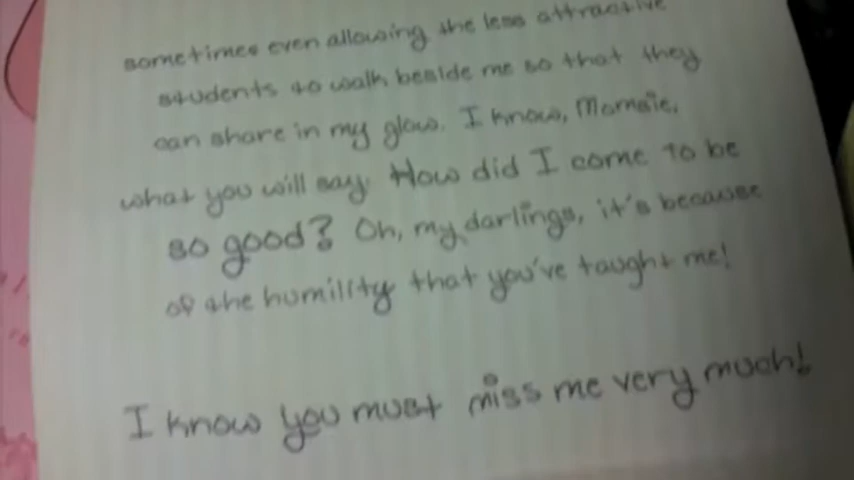 sometimes even allowing the less attractive
students to walk beside me so that they
can share in my glow. I know, Momsie,
what you will say. How did I come to be
so good? Oh, my darlings, it's because
of the humility that you've taught me!
I know you must miss me very much!